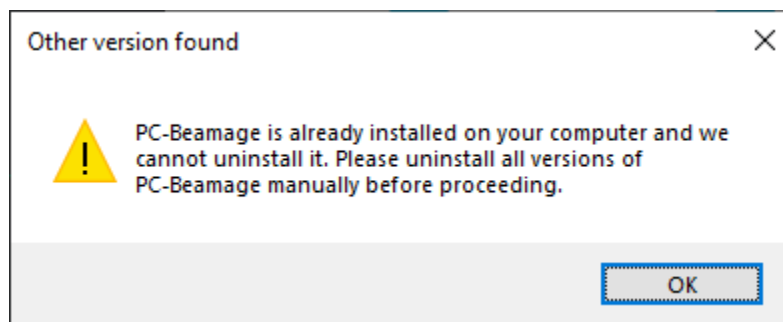 Other version found
PC-Beamage is already installed on your computer and we
cannot uninstall it. Please uninstall all versions of
PC-Beamage manually before proceeding.
OK